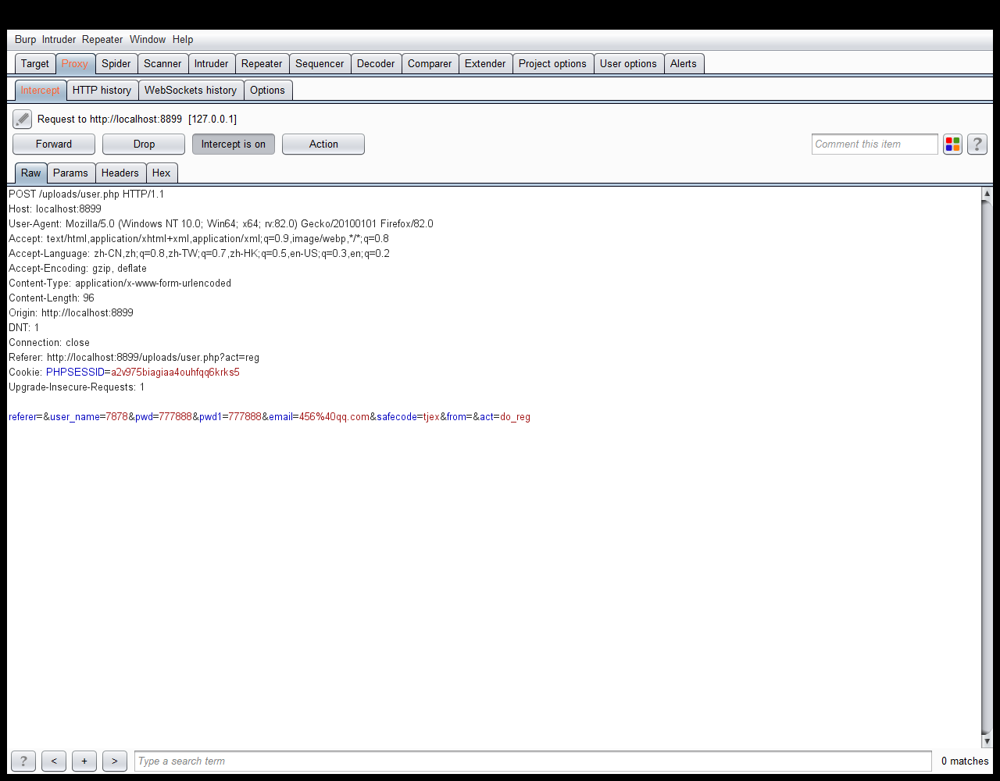 Burp Intruder Repeater Window Help
Target Proxy Spider Scanner Intruder Repeater Sequencer Decoder Comparer Extender Project options User options Alerts
Intercept HTTP history WebSockets history Options
Request to http://localhost:8899 [127.0.0.1]
Forward Drop Intercept is on Action Comment this item ?
Raw Params Headers Hex
POST /uploads/user.php HTTP/1.1
Host: localhost:8899
User-Agent: Mozilla/5.0 (Windows NT 10.0; Win64; x64; rv:82.0) Gecko/20100101 Firefox/82.0
Accept: text/html,application/xhtml+xml,application/xml;q=0.9,image/webp,*/*;q=0.8
Accept-Language: zh-CN,zh;q=0.8,zh-TW;q=0.7,zh-HK;q=0.5,en-US;q=0.3,en;q=0.2
Accept-Encoding: gzip, deflate
Content-Type: application/x-www-form-urlencoded
Content-Length: 96
Origin: http://localhost:8899
DNT: 1
Connection: close
Referer: http://localhost:8899/uploads/user.php?act=reg
Cookie: PHPSESSID=a2v975biagiaa4ouhfqq6krks5
Upgrade-Insecure-Requests: 1
referer=&user_name=7878&pwd=777888&pwd1=777888&email=456%40qq.com&safecode=tjex&from=&act=do_reg
? < + > Type a search term 0 matches